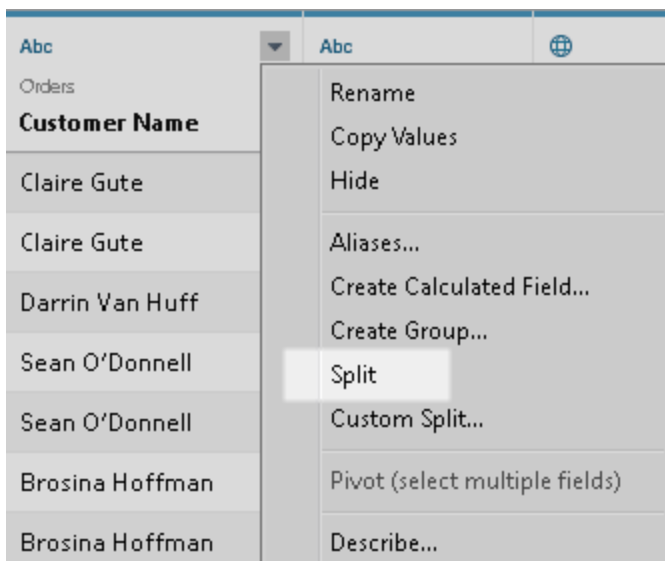 Abc
Abc
Orders
Customer Name
Claire Gute
Claire Gute
Darrin Van Huff
Sean O'Donnell
Sean O'Donnell
Brosina Hoffman
Brosina Hoffman
Rename
Copy Values
Hide
Aliases...
Create Calculated Field...
Create Group...
Split
Custom Split...
Pivot (select multiple fields)
Describe...